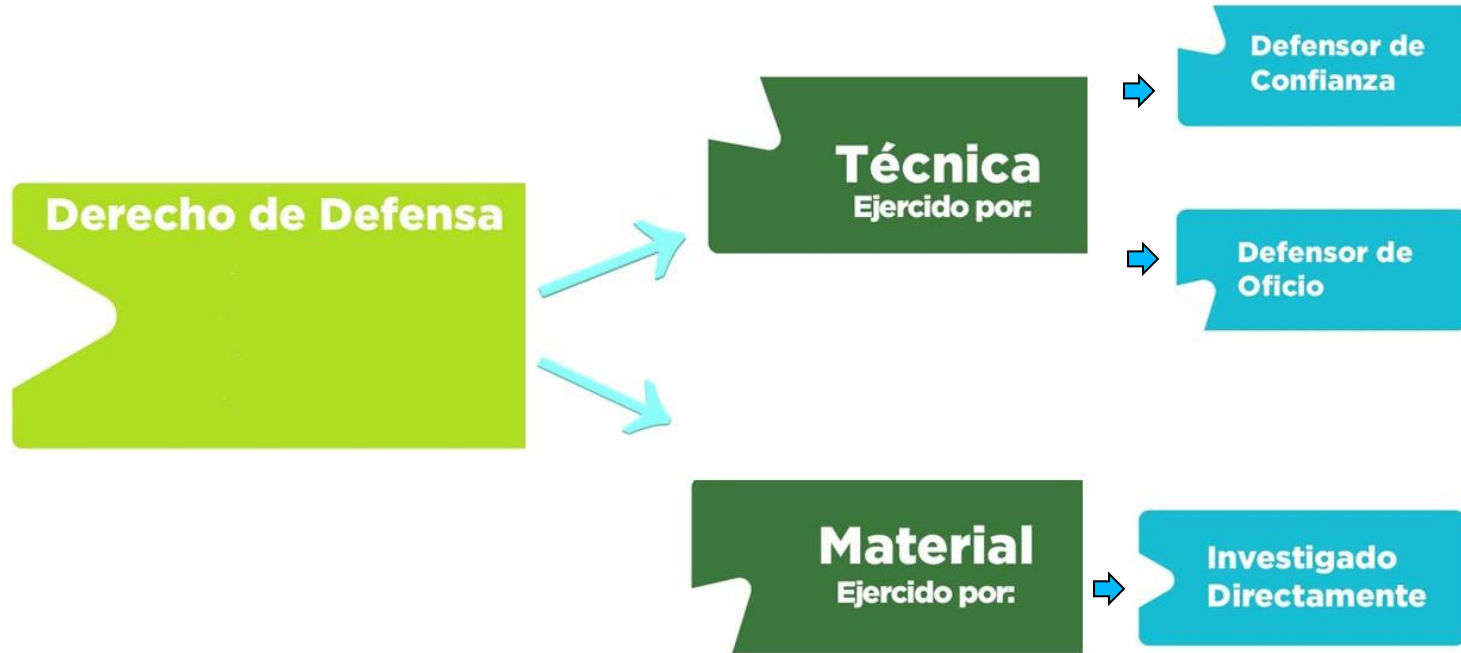 Derecho de Defensa
Técnica
Ejercido por:
Defensor de
Confianza
Defensor de
Oficio
Material
Ejercido por:
Investigado
Directamente